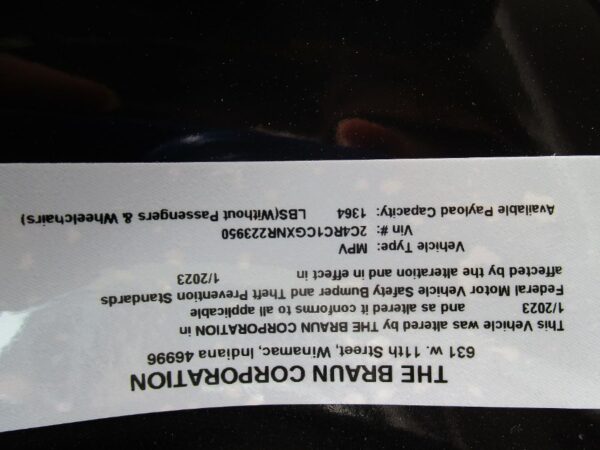 THE BRAUN CORPORATION
631 w. 11th Street, Winamac, Indiana 46996
This Vehicle was altered by THE BRAUN CORPORATION in
1/2023 and as altered it conforms to all applicable
Federal Motor Vehicle Safety Bumper and Theft Prevention Standards
affected by the alteration and in effect in 1/2023
Vehicle Type: MPV
Vin #: 2C4RC1CGXNR223950
Available Payload Capacity: 1364 LBS(Without Passengers & Wheelchairs)